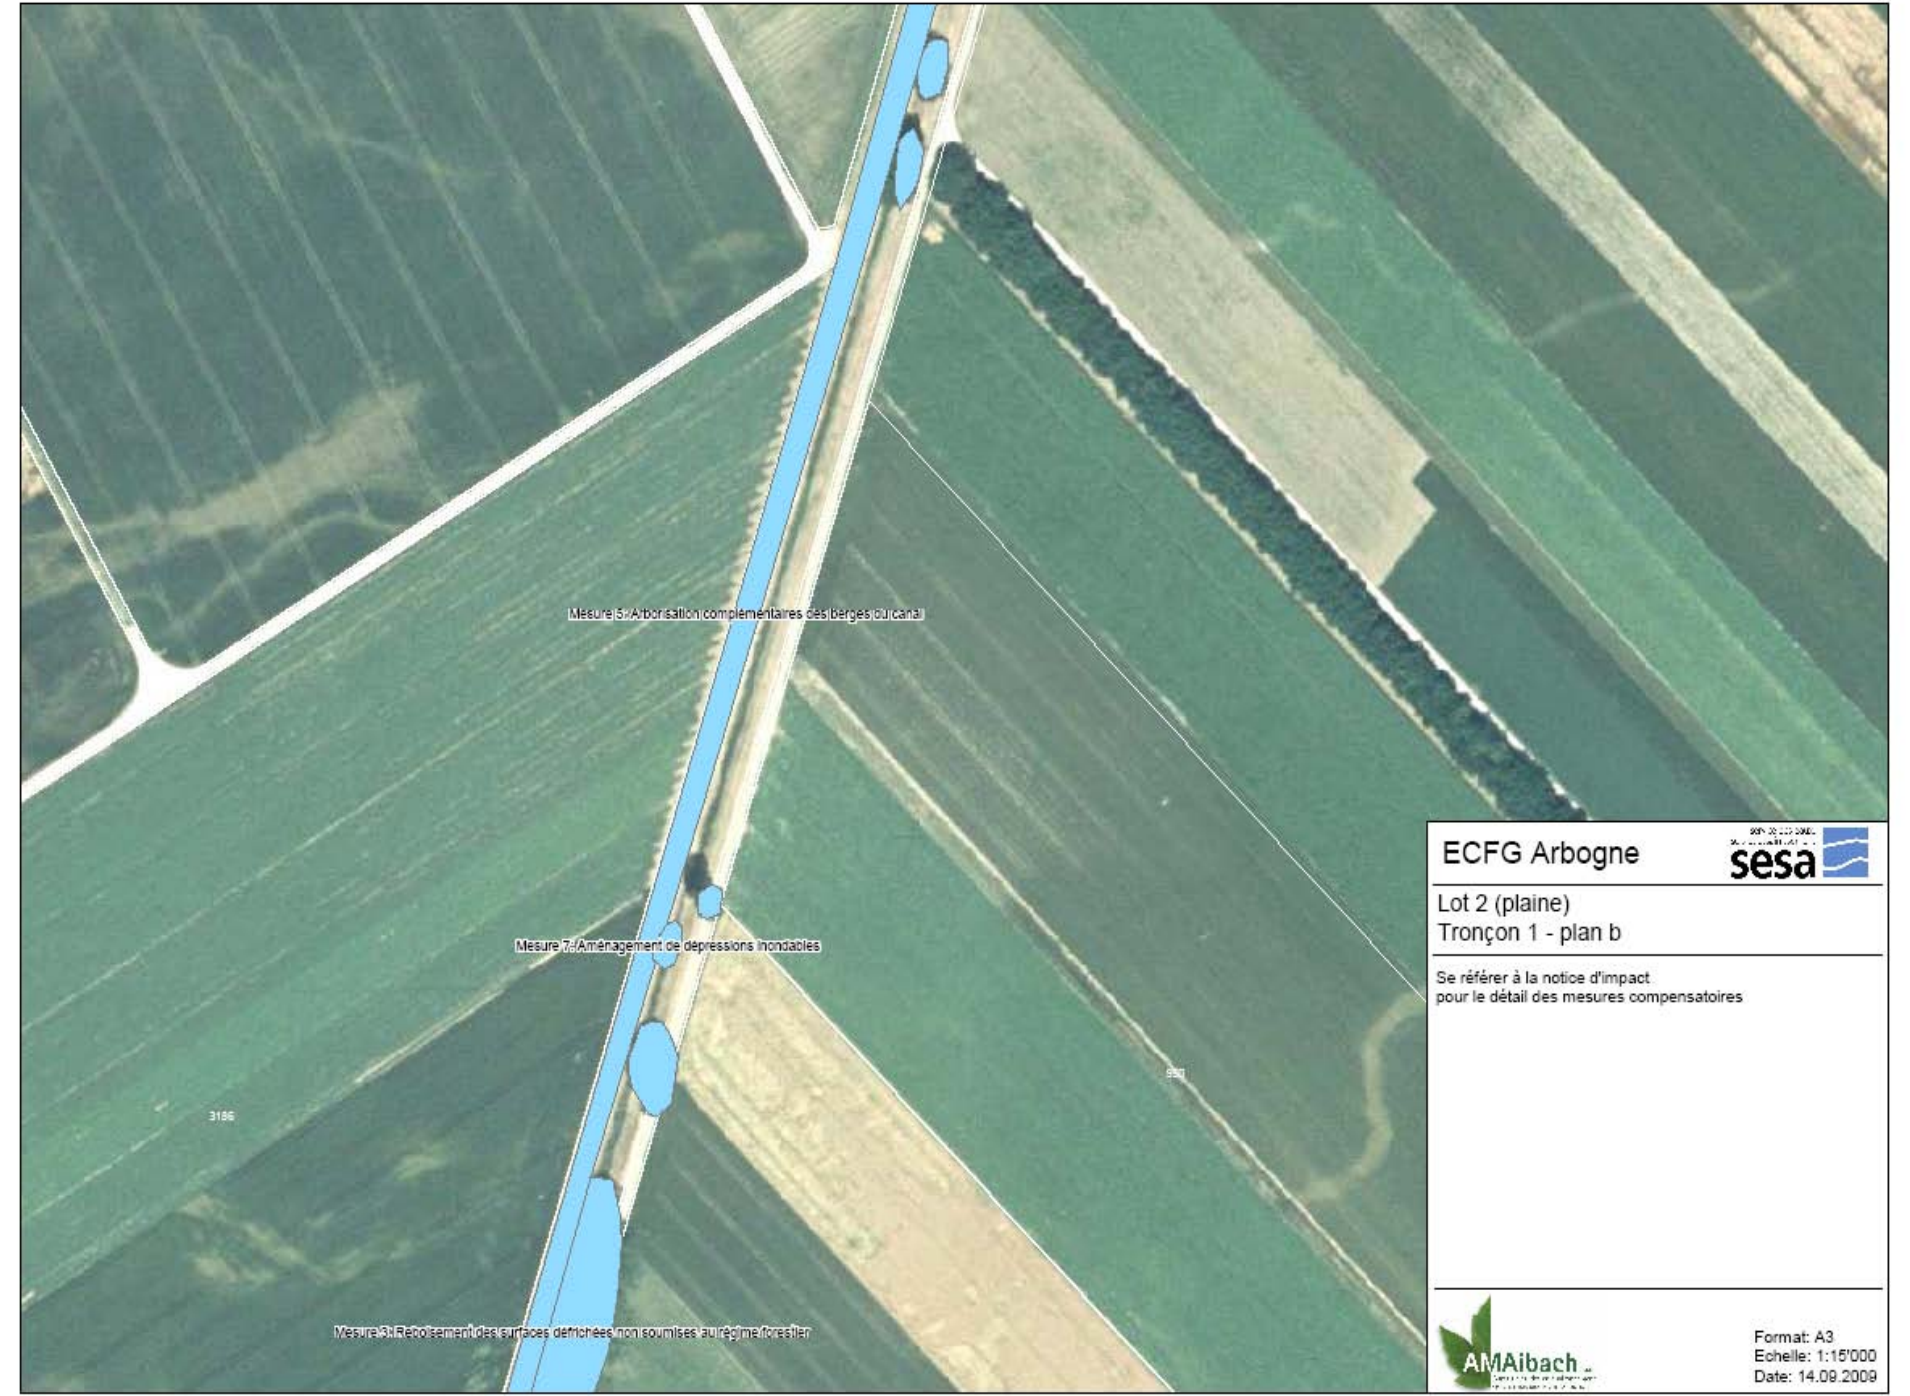 Mesure 5: Arborisation complémentaires des berges du canal
Mesure 7: Aménagement de dépressions inondables
3186
Mesure 3: Reboisement des surfaces défrichées non soumises au régime forestier
ECFG Arbogne
sesa
Lot 2 (plaine)
Tronçon 1 - plan b
Se référer à la notice d'impact
pour le détail des mesures compensatoires
AMAibach
Format: A3
Echelle: 1:15'000
Date: 14.09.2009